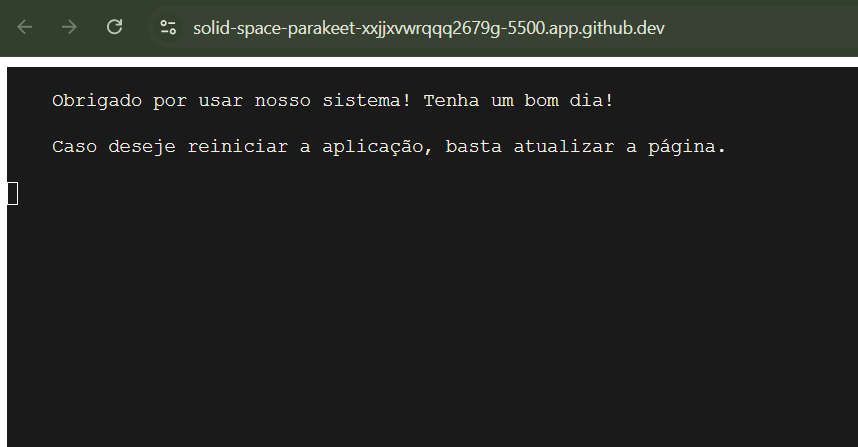 solid-space-parakeet-xxjjxvwrqqq2679g-5500.app.github.dev
Obrigado por usar nosso sistema! Tenha um bom dia!
Caso deseje reiniciar a aplicação, basta atualizar a página.